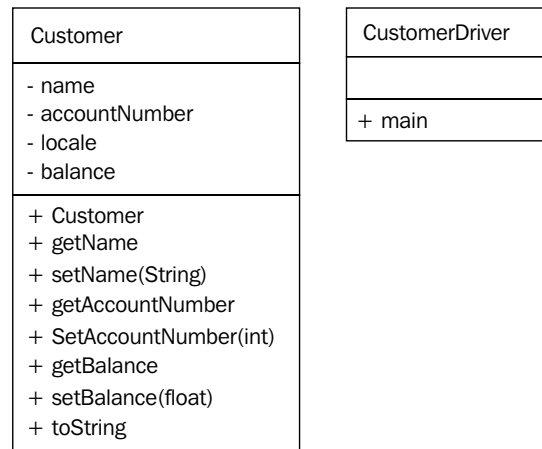 Customer
- name
- accountNumber
- locale
- balance
+ Customer
+ getName
+ setName(String)
+ getAccountNumber
+ SetAccountNumber(int)
+ getBalance
+ setBalance(float)
+ toString
CustomerDriver
+ main